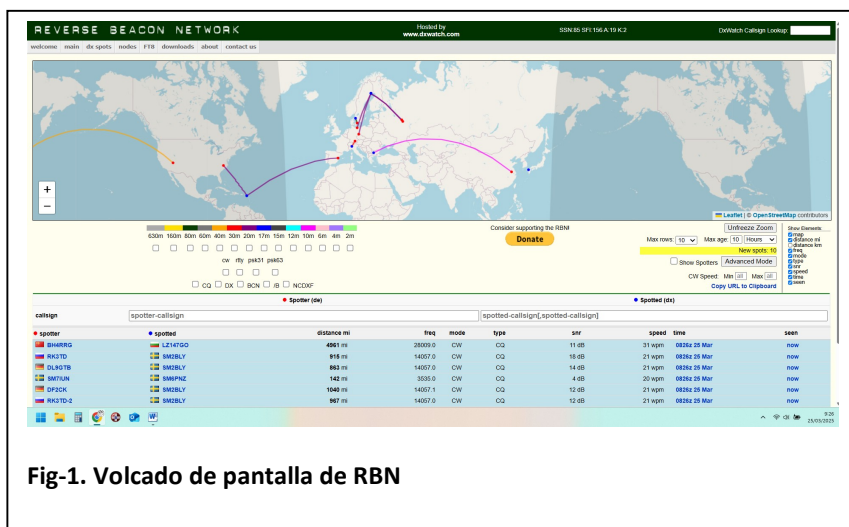 REVERSE BEACON NETWORK
Hosted by
www.dxwatch.com
SSN:85 SFI:156 A:19 K:2
DxWatch Callsign Lookup:
welcome main dx spots nodes FT8 downloads about contact us
+
−
Leaflet | © OpenStreetMap contributors
630m 160m 80m 60m 40m 30m 20m 17m 15m 12m 10m 6m 4m 2m
cw rtty psk31 psk63
CQ DX BCN /B NCDXF
Consider supporting the RBN!
Donate
Unfreeze Zoom
Max rows: 10 Max age: 10 Hours
New spots: 10
Show Spotters Advanced Mode
CW Speed: Min all Max all
Copy URL to Clipboard
Show Elements
map
distance mi
distance km
freq
mode
type
snr
speed
time
seen
Spotter (de) Spotted (dx)
callsign spotter-callsign spotted-callsign[,spotted-callsign]
spotter spotted distance mi freq mode type snr speed time seen
BH4RRG LZ147GO 4961 mi 28009.0 CW CQ 11 dB 31 wpm 0826z 25 Mar now
RK3TD SM2BLY 915 mi 14057.0 CW CQ 18 dB 21 wpm 0826z 25 Mar now
DL9GTB SM2BLY 863 mi 14057.0 CW CQ 14 dB 21 wpm 0826z 25 Mar now
SM7IUN SM6PNZ 142 mi 3535.0 CW CQ 4 dB 20 wpm 0826z 25 Mar now
DF2CK SM2BLY 1040 mi 14057.1 CW CQ 12 dB 21 wpm 0826z 25 Mar now
RK3TD-2 SM2BLY 967 mi 14057.0 CW CQ 12 dB 21 wpm 0826z 25 Mar now
9:26
25/03/2025
Fig-1. Volcado de pantalla de RBN